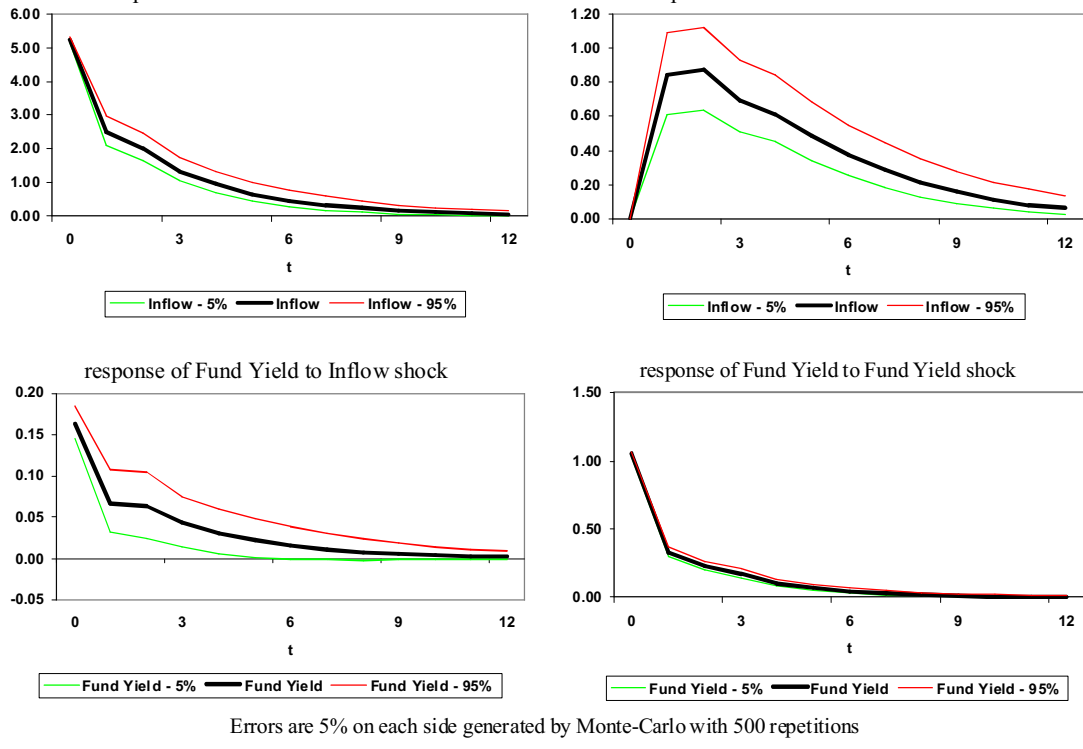 6.00
5.00
4.00
3.00
2.00
1.00
0.00
0 3 6 9 12
t
Inflow - 5% Inflow Inflow - 95%
1.20
1.00
0.80
0.60
0.40
0.20
0.00
0 3 6 9 12
t
Inflow - 5% Inflow Inflow - 95%
response of Fund Yield to Inflow shock
0.20
0.15
0.10
0.05
0.00
-0.05
0 3 6 9 12
t
Fund Yield - 5% Fund Yield Fund Yield - 95%
response of Fund Yield to Fund Yield shock
1.50
1.00
0.50
0.00
0 3 6 9 12
t
Fund Yield - 5% Fund Yield Fund Yield - 95%
Errors are 5% on each side generated by Monte-Carlo with 500 repetitions